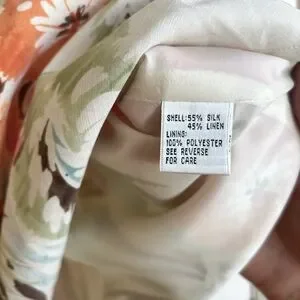 SHELL:55% SILK
45% LINEN
LINING:
100% POLYESTER
SEE REVERSE
FOR CARE